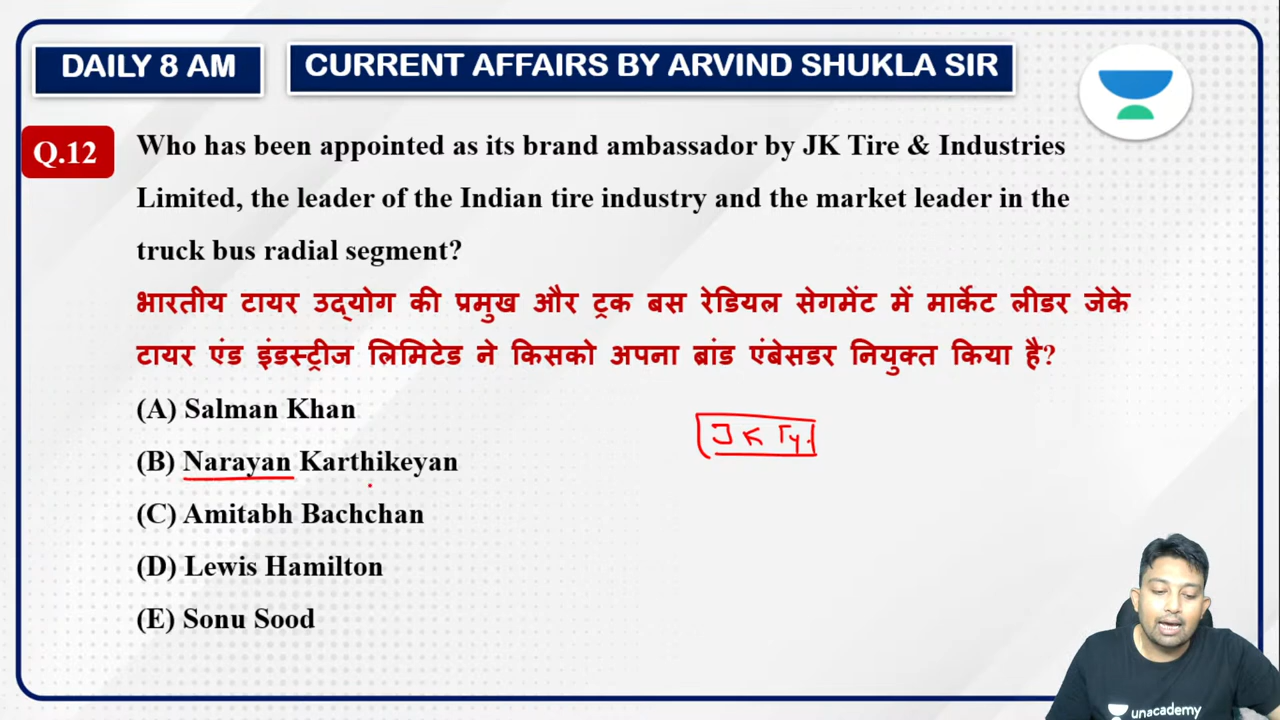 DAILY 8 AM
CURRENT AFFAIRS BY ARVIND SHUKLA SIR
Q.12
Who has been appointed as its brand ambassador by JK Tire & Industries
Limited, the leader of the Indian tire industry and the market leader in the
truck bus radial segment?
भारतीय टायर उद्योग की प्रमुख और ट्रक बस रेडियल सेगमेंट में मार्केट लीडर जेके
टायर एंड इंडस्ट्रीज लिमिटेड ने किसको अपना ब्रांड एंबेसडर नियुक्त किया है?
(A) Salman Khan
(B) Narayan Karthikeyan
JK Ty.
(C) Amitabh Bachchan
(D) Lewis Hamilton
(E) Sonu Sood
unacademy